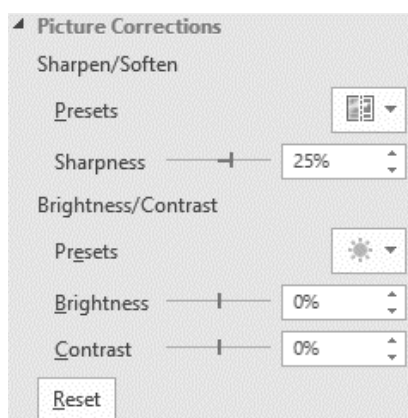 Picture Corrections
Sharpen/Soften
Presets
Sharpness 25%
Brightness/Contrast
Presets
Brightness 0%
Contrast 0%
Reset